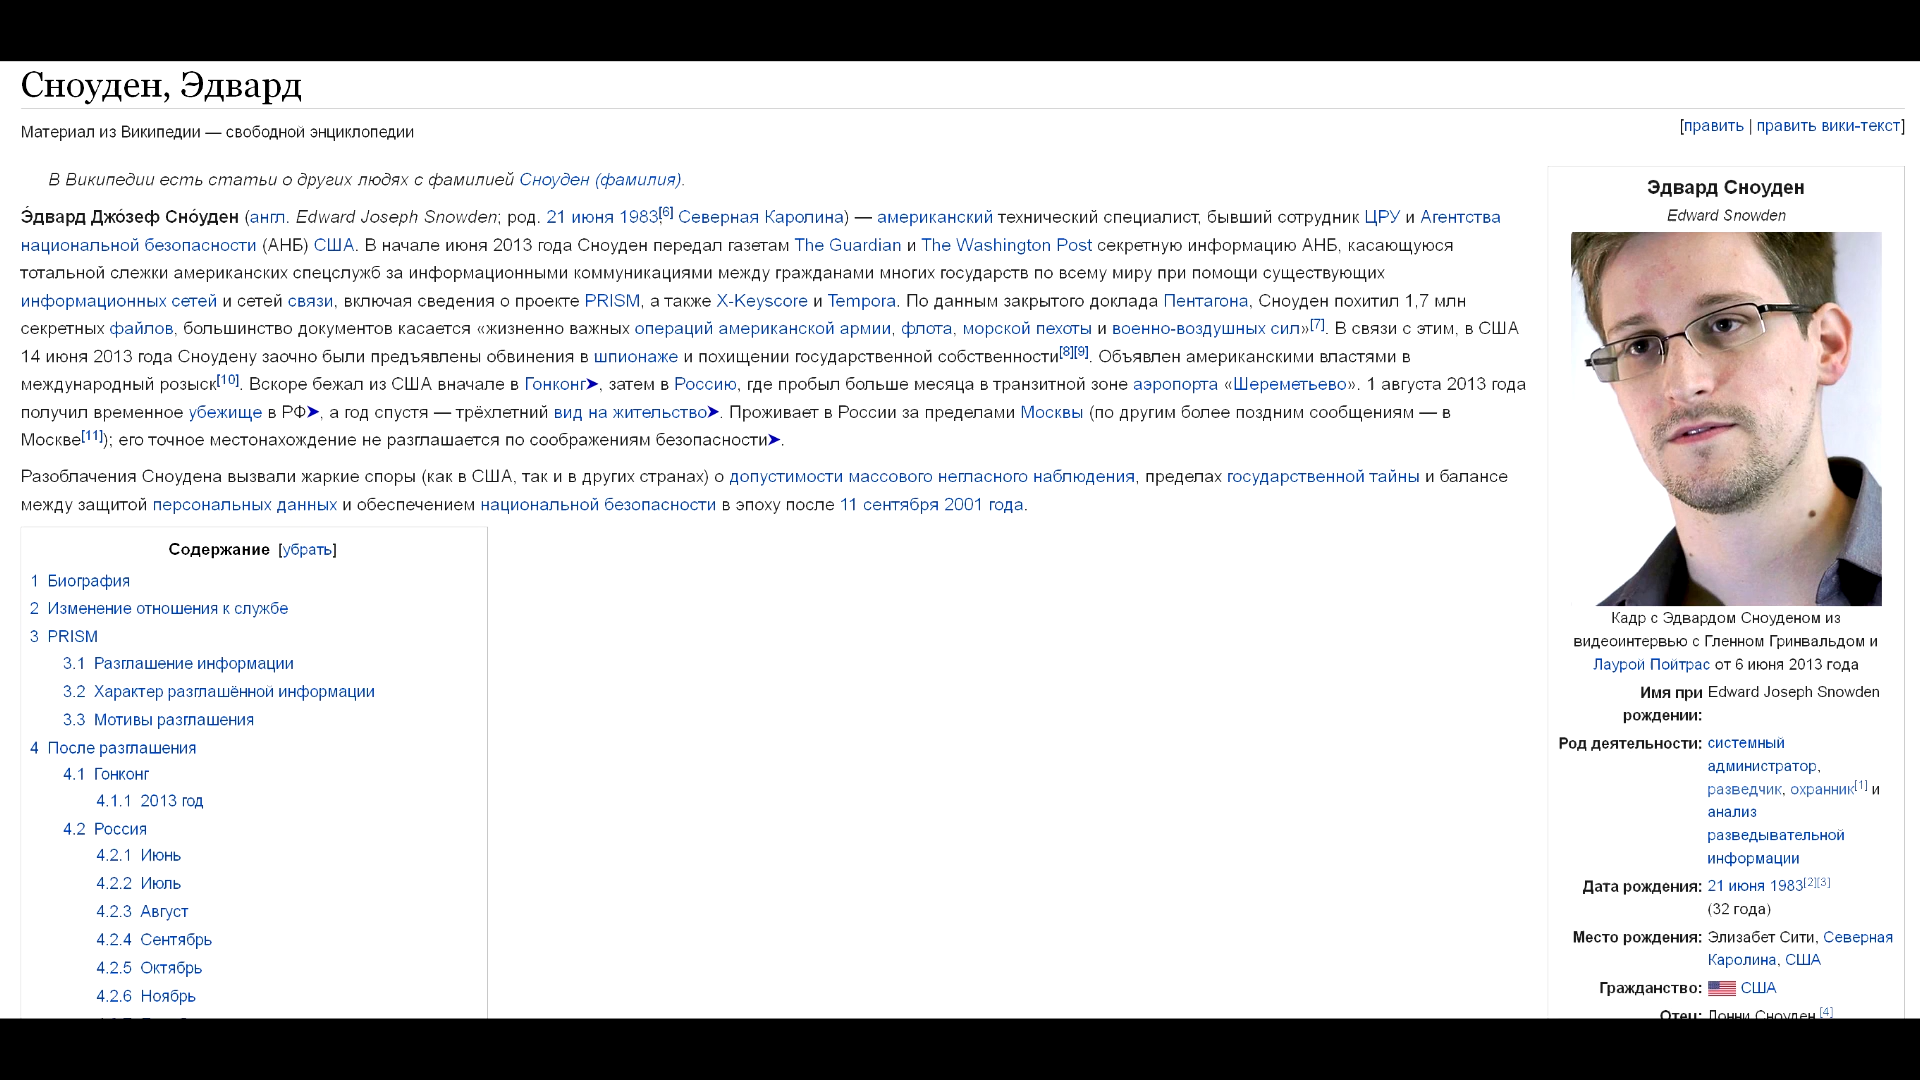 Сноуден, Эдвард
Материал из Википедии — свободной энциклопедии
[править | править вики-текст]
В Википедии есть статьи о других людях с фамилией Сноуден (фамилия).
Э́двард Джо́зеф Сно́уден (англ. Edward Joseph Snowden; род. 21 июня 1983[6], Северная Каролина) — американский технический специалист, бывший сотрудник ЦРУ и Агентства
национальной безопасности (АНБ) США. В начале июня 2013 года Сноуден передал газетам The Guardian и The Washington Post секретную информацию АНБ, касающуюся
тотальной слежки американских спецслужб за информационными коммуникациями между гражданами многих государств по всему миру при помощи существующих
информационных сетей и сетей связи, включая сведения о проекте PRISM, а также X-Keyscore и Tempora. По данным закрытого доклада Пентагона, Сноуден похитил 1,7 млн
секретных файлов, большинство документов касается «жизненно важных операций американской армии, флота, морской пехоты и военно-воздушных сил»[7]. В связи с этим, в США
14 июня 2013 года Сноудену заочно были предъявлены обвинения в шпионаже и похищении государственной собственности[8][9]. Объявлен американскими властями в
международный розыск[10]. Вскоре бежал из США вначале в Гонконг➤, затем в Россию, где пробыл больше месяца в транзитной зоне аэропорта «Шереметьево». 1 августа 2013 года
получил временное убежище в РФ➤, а год спустя — трёхлетний вид на жительство➤. Проживает в России за пределами Москвы (по другим более поздним сообщениям — в
Москве[11]); его точное местонахождение не разглашается по соображениям безопасности➤.
Разоблачения Сноудена вызвали жаркие споры (как в США, так и в других странах) о допустимости массового негласного наблюдения, пределах государственной тайны и балансе
между защитой персональных данных и обеспечением национальной безопасности в эпоху после 11 сентября 2001 года.
Содержание [убрать]
1 Биография
2 Изменение отношения к службе
3 PRISM
3.1 Разглашение информации
3.2 Характер разглашённой информации
3.3 Мотивы разглашения
4 После разглашения
4.1 Гонконг
4.1.1 2013 год
4.2 Россия
4.2.1 Июнь
4.2.2 Июль
4.2.3 Август
4.2.4 Сентябрь
4.2.5 Октябрь
4.2.6 Ноябрь
Эдвард Сноуден
Edward Snowden
Кадр с Эдвардом Сноуденом из
видеоинтервью с Гленном Гринвальдом и
Лаурой Пойтрас от 6 июня 2013 года
Имя при Edward Joseph Snowden
рождении:
Род деятельности: системный
администратор,
разведчик, охранник[1] и
анализ
разведывательной
информации
Дата рождения: 21 июня 1983[2][3]
(32 года)
Место рождения: Элизабет Сити, Северная
Каролина, США
Гражданство: США
Отец: Лонни Сноуден [4]